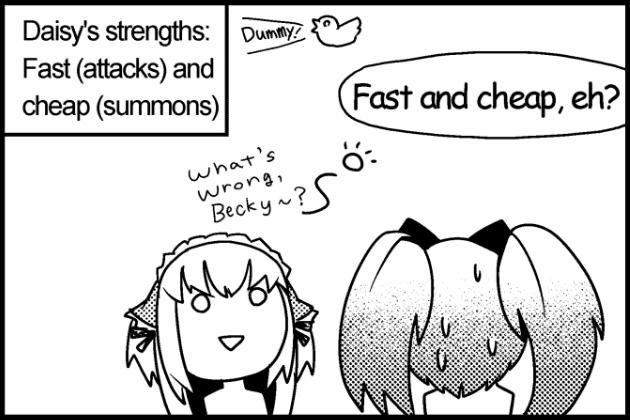 Daisy's strengths:
Fast (attacks) and
cheap (summons)
Dummy!
Fast and cheap, eh?
what's
wrong,
Becky~?